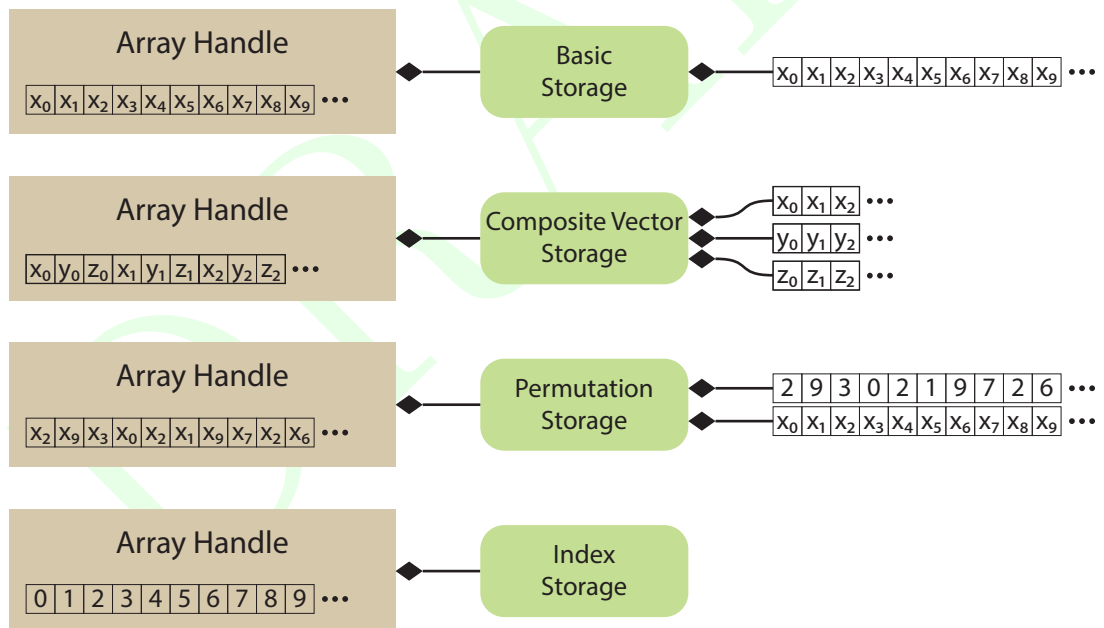 Array Handle
x₀ x₁ x₂ x₃ x₄ x₅ x₆ x₇ x₈ x₉ •••
Basic
Storage
x₀ x₁ x₂ x₃ x₄ x₅ x₆ x₇ x₈ x₉ •••
Array Handle
x₀ y₀ z₀ x₁ y₁ z₁ x₂ y₂ z₂ •••
Composite Vector
Storage
x₀ x₁ x₂ •••
y₀ y₁ y₂ •••
z₀ z₁ z₂ •••
Array Handle
x₂ x₉ x₃ x₀ x₂ x₁ x₉ x₇ x₂ x₆ •••
Permutation
Storage
2 9 3 0 2 1 9 7 2 6 •••
x₀ x₁ x₂ x₃ x₄ x₅ x₆ x₇ x₈ x₉ •••
Array Handle
0 1 2 3 4 5 6 7 8 9 •••
Index
Storage